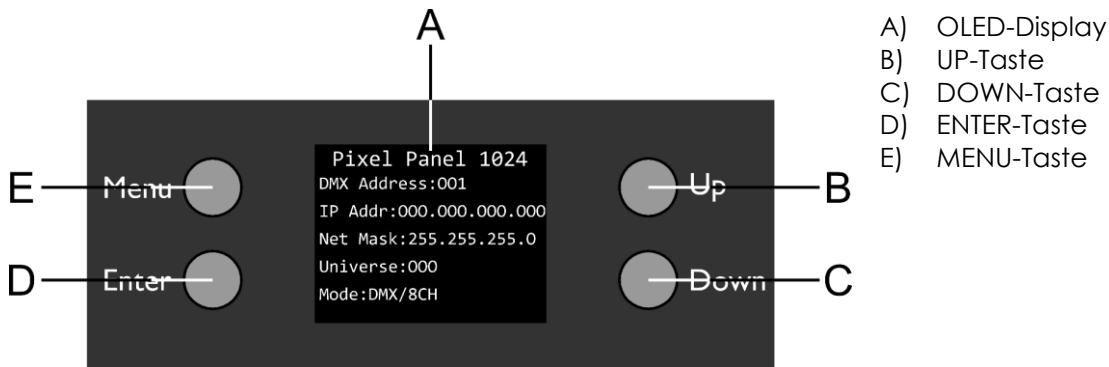 A
A) OLED-Display
B) UP-Taste
C) DOWN-Taste
D) ENTER-Taste
E) MENU-Taste
Pixel Panel 1024
DMX Address:001
IP Addr:000.000.000.000
Net Mask:255.255.255.0
Universe:000
Mode:DMX/8CH
E
Menu
Up
B
D
Enter
Down
C